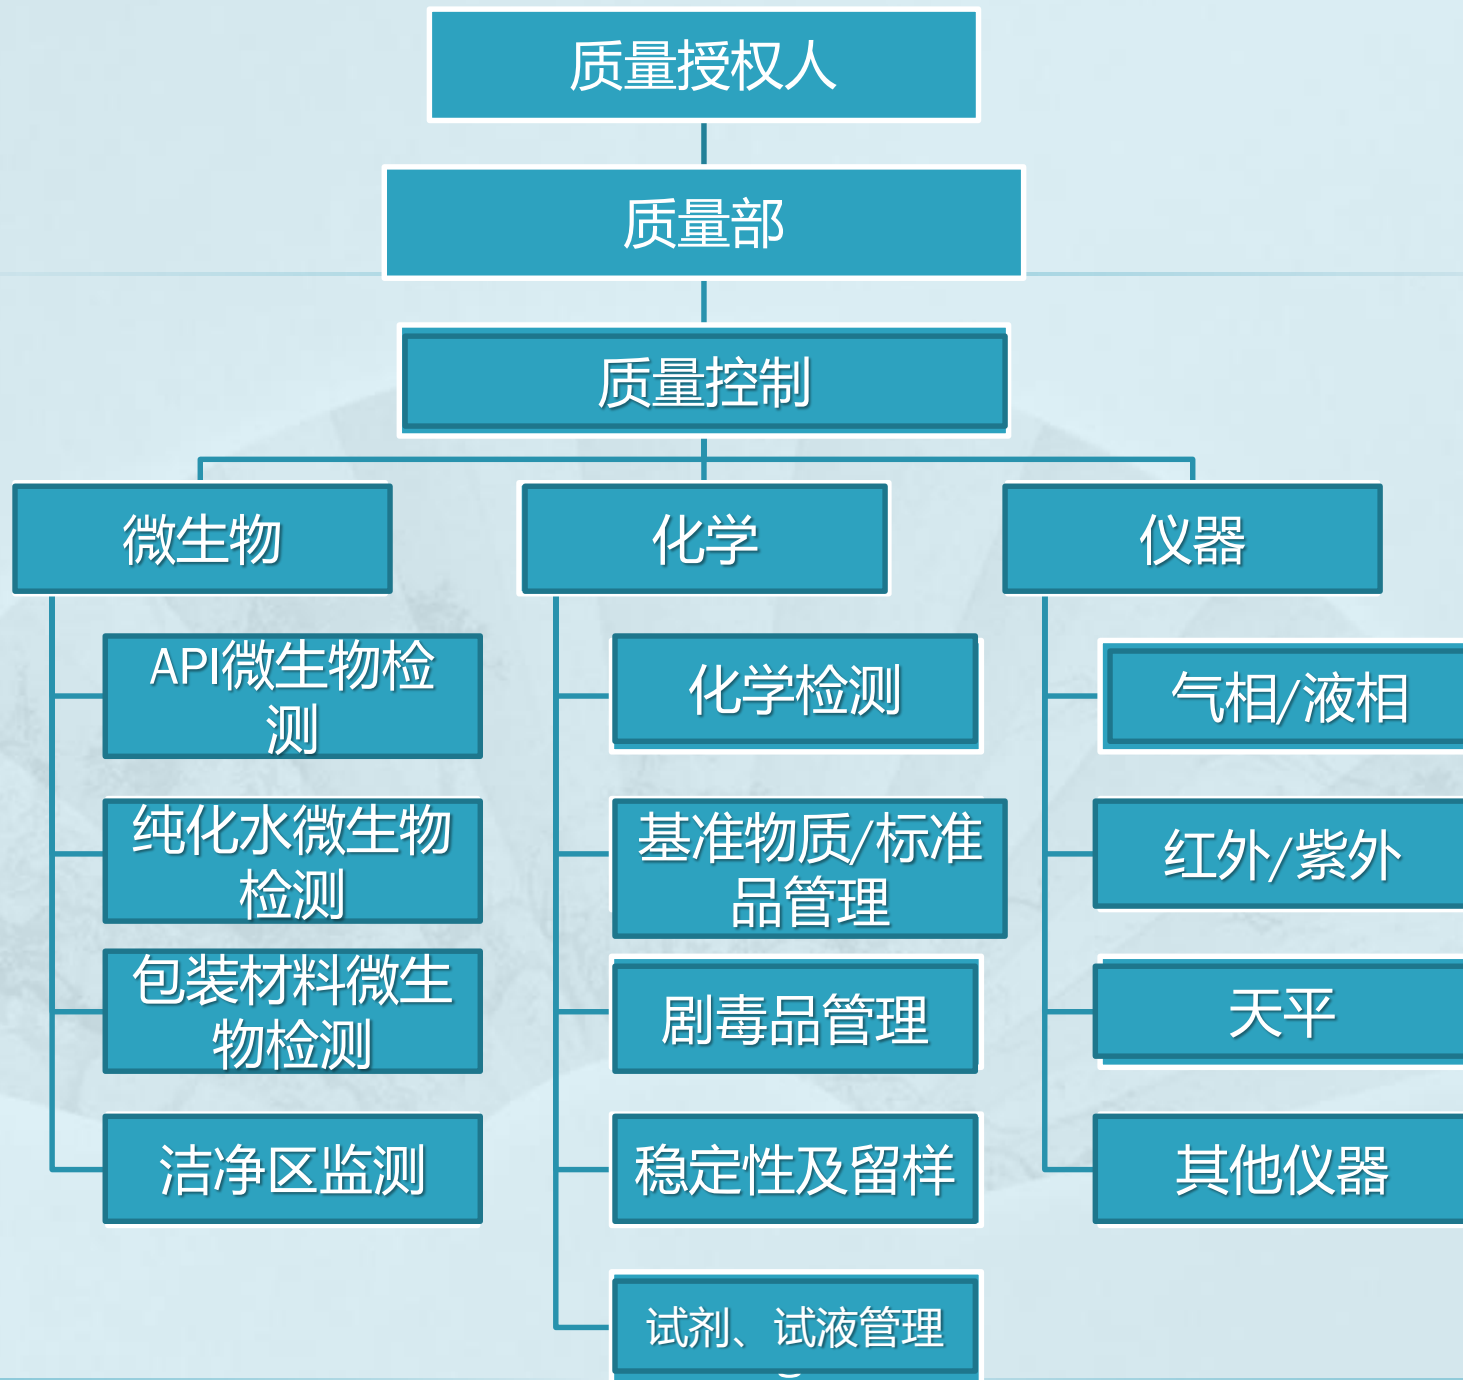 质量授权人
质量部
质量控制
微生物
API微生物检
测
纯化水微生物
检测
包装材料微生
物检测
洁净区监测
化学
化学检测
基准物质/标准
品管理
剧毒品管理
稳定性及留样
试剂、试液管理
仪器
气相/液相
红外/紫外
天平
其他仪器